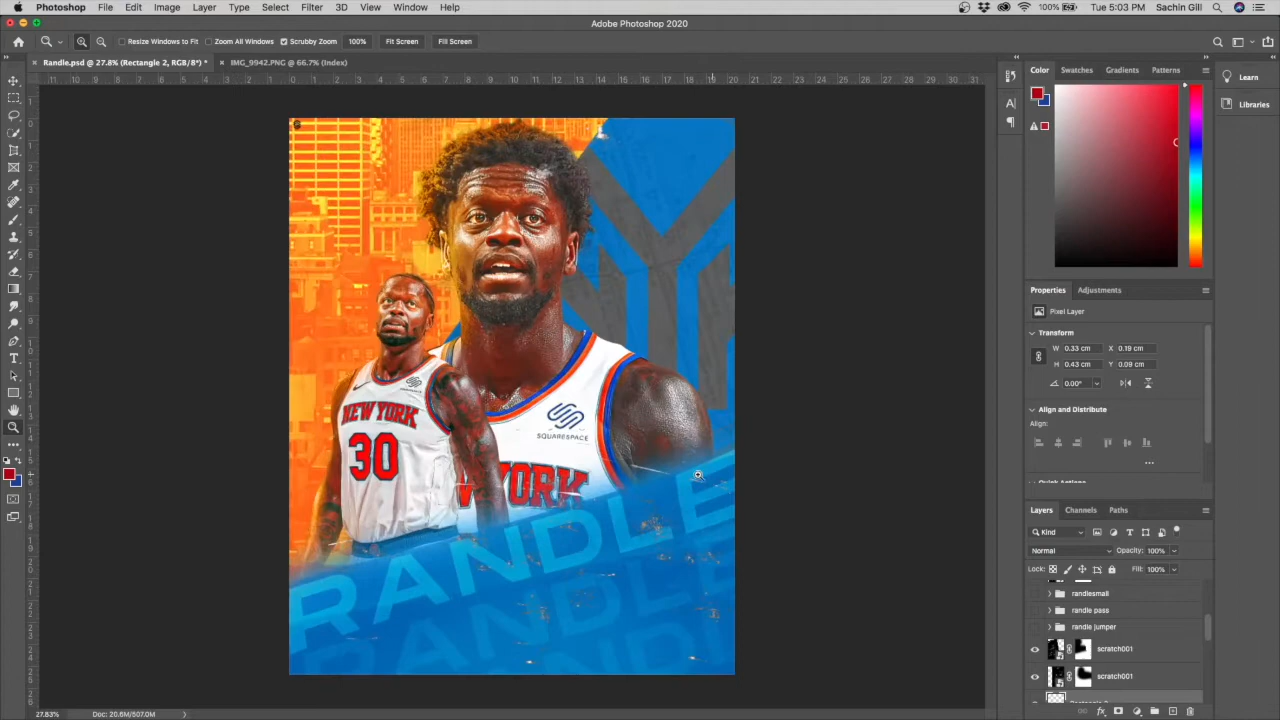 Photoshop File Edit Image Layer Type Select Filter 3D View Window Help 100% Tue 5:03 PM Sachin Gill
Adobe Photoshop 2020
Resize Windows to Fit All Windows Scrubby Zoom 100% Fit Screen Fill Screen
Randle.psd @ 27.8% (Rectangle 2, RGB/8*) * IMG_9942.PNG @ 66.7% (Index)
Color Swatches Gradients Patterns
Learn
Libraries
Properties Adjustments
Pixel Layer
Transform
W 0.33 cm X 0.19 cm
H 0.43 cm Y 0.09 cm
0.00°
Align and Distribute
Align:
Layers Channels Paths
Kind
Normal Opacity: 100%
Lock: Fill: 100%
randlesmall
randle pass
randle jumper
scratch001
scratch001
NEW YORK
30
SQUARESPACE
YORK
RANDLE
RANDLE
27.83% Doc: 20.6M/507.0M